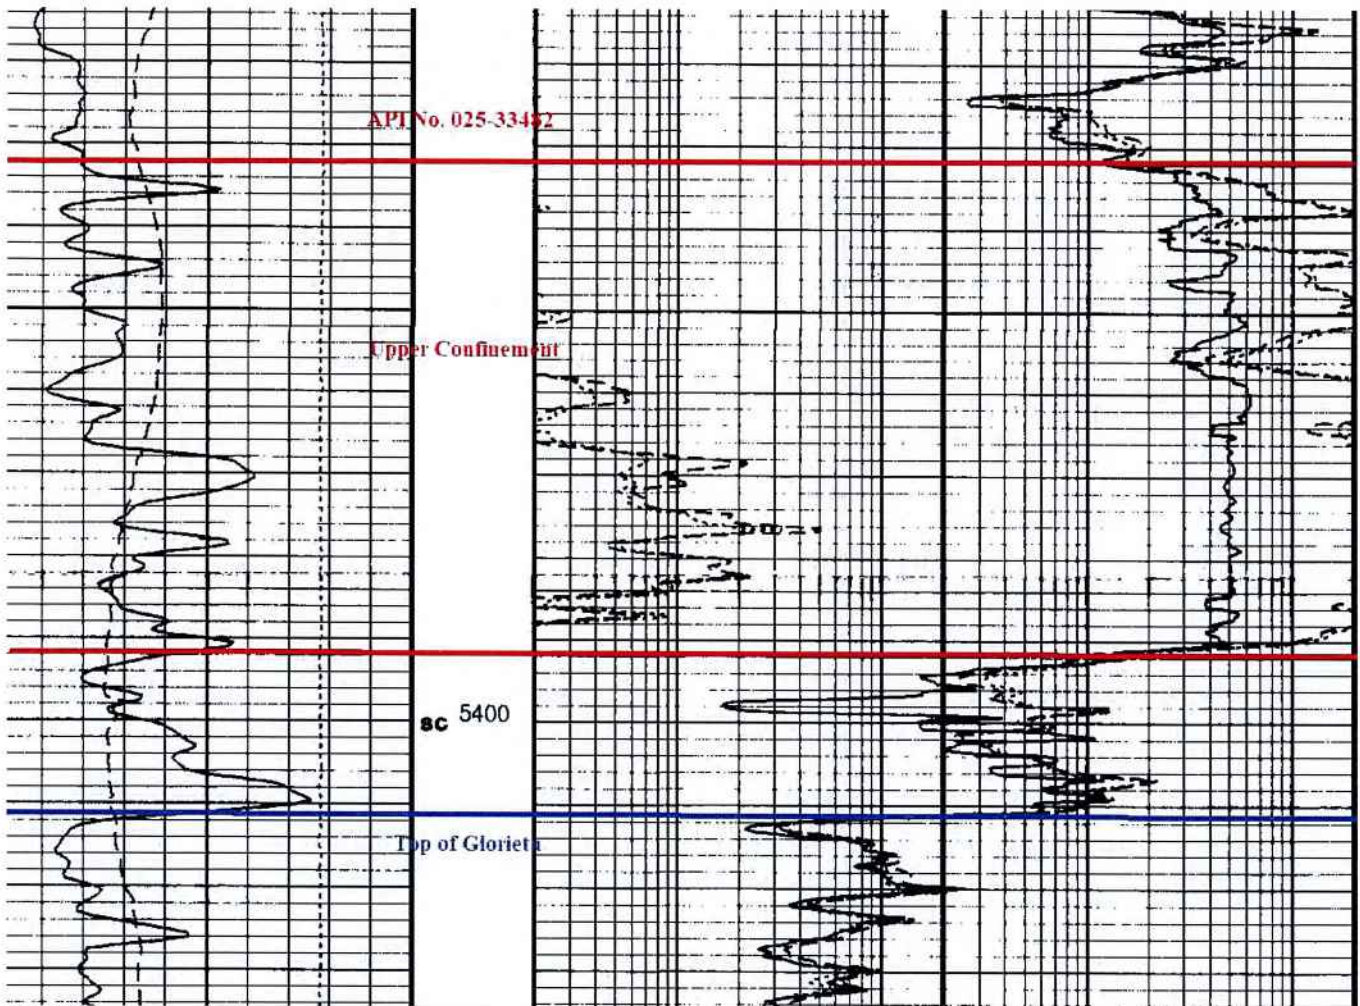 API No. 025-33482
Upper Confinement
sc 5400
Top of Glorieta